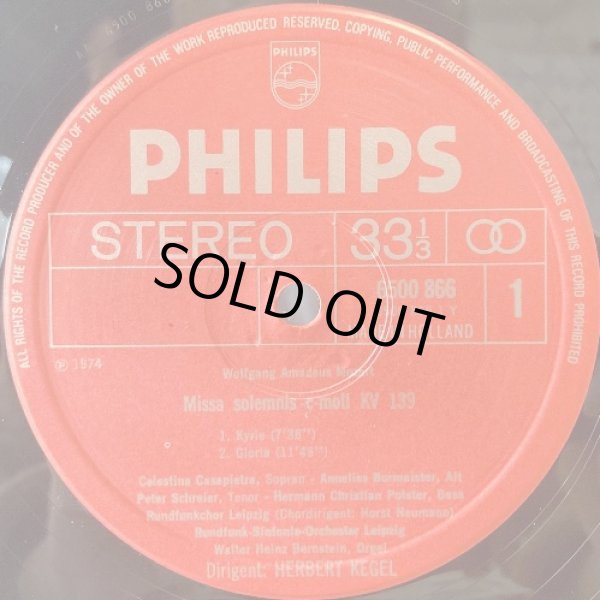 ALL RIGHTS OF THE RECORD PRODUCER AND OF THE OWNER OF THE WORK REPRODUCED RESERVED. COPYING, PUBLIC PERFORMANCE AND BROADCASTING OF THIS RECORD PROHIBITED
PHILIPS
PHILIPS
STEREO 33 1/3
SOLD OUT
6500 866 1
HOLLAND
℗ 1974
Wolfgang Amadeus Mozart
Missa solemnis c-moll KV 139
1. Kyrie (7'36'')
2. Gloria (11'46'')
Celestina Casapietra, Sopran - Annelies Burmeister, Alt
Peter Schreier, Tenor - Hermann Christian Polster, Bass
Rundfunkchor Leipzig (Chordirigent: Horst Neumann)
Rundfunk-Sinfonie-Orchester Leipzig
Walter Heinz Bernstein, Orgel
Dirigent: HERBERT KEGEL